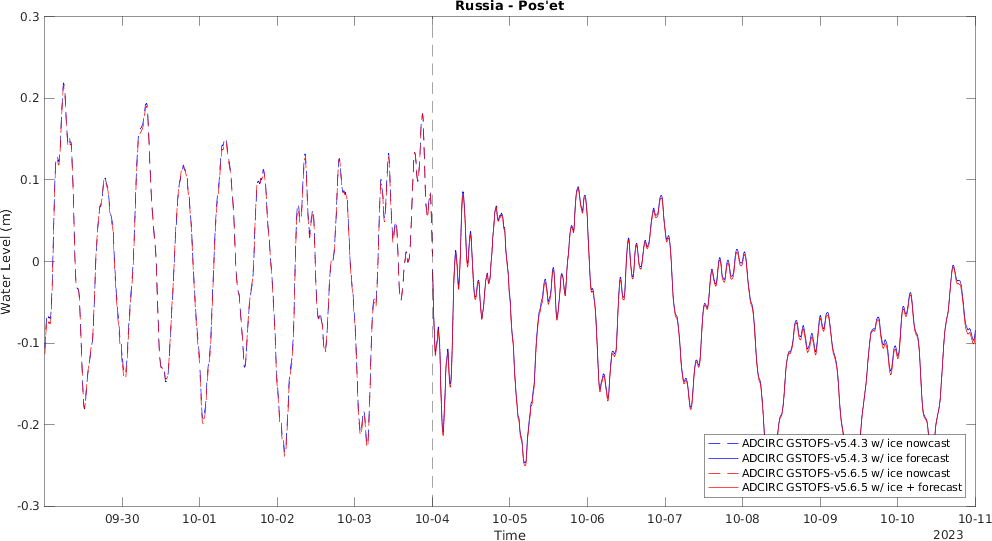 Russia - Pos'et
0.3
0.2
0.1
0
-0.1
-0.2
-0.3
Water Level (m)
ADCIRC GSTOFS-v5.4.3 w/ ice nowcast
ADCIRC GSTOFS-v5.4.3 w/ ice forecast
ADCIRC GSTOFS-v5.6.5 w/ ice nowcast
ADCIRC GSTOFS-v5.6.5 w/ ice + forecast
09-30 10-01 10-02 10-03 10-04 10-05 10-06 10-07 10-08 10-09 10-10 10-11
Time
2023